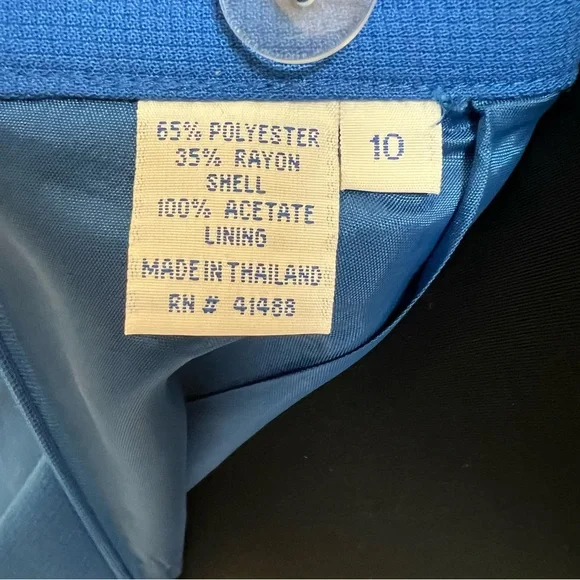 65% POLYESTER
35% RAYON
SHELL
100% ACETATE
LINING
MADE IN THAILAND
RN # 41488
10